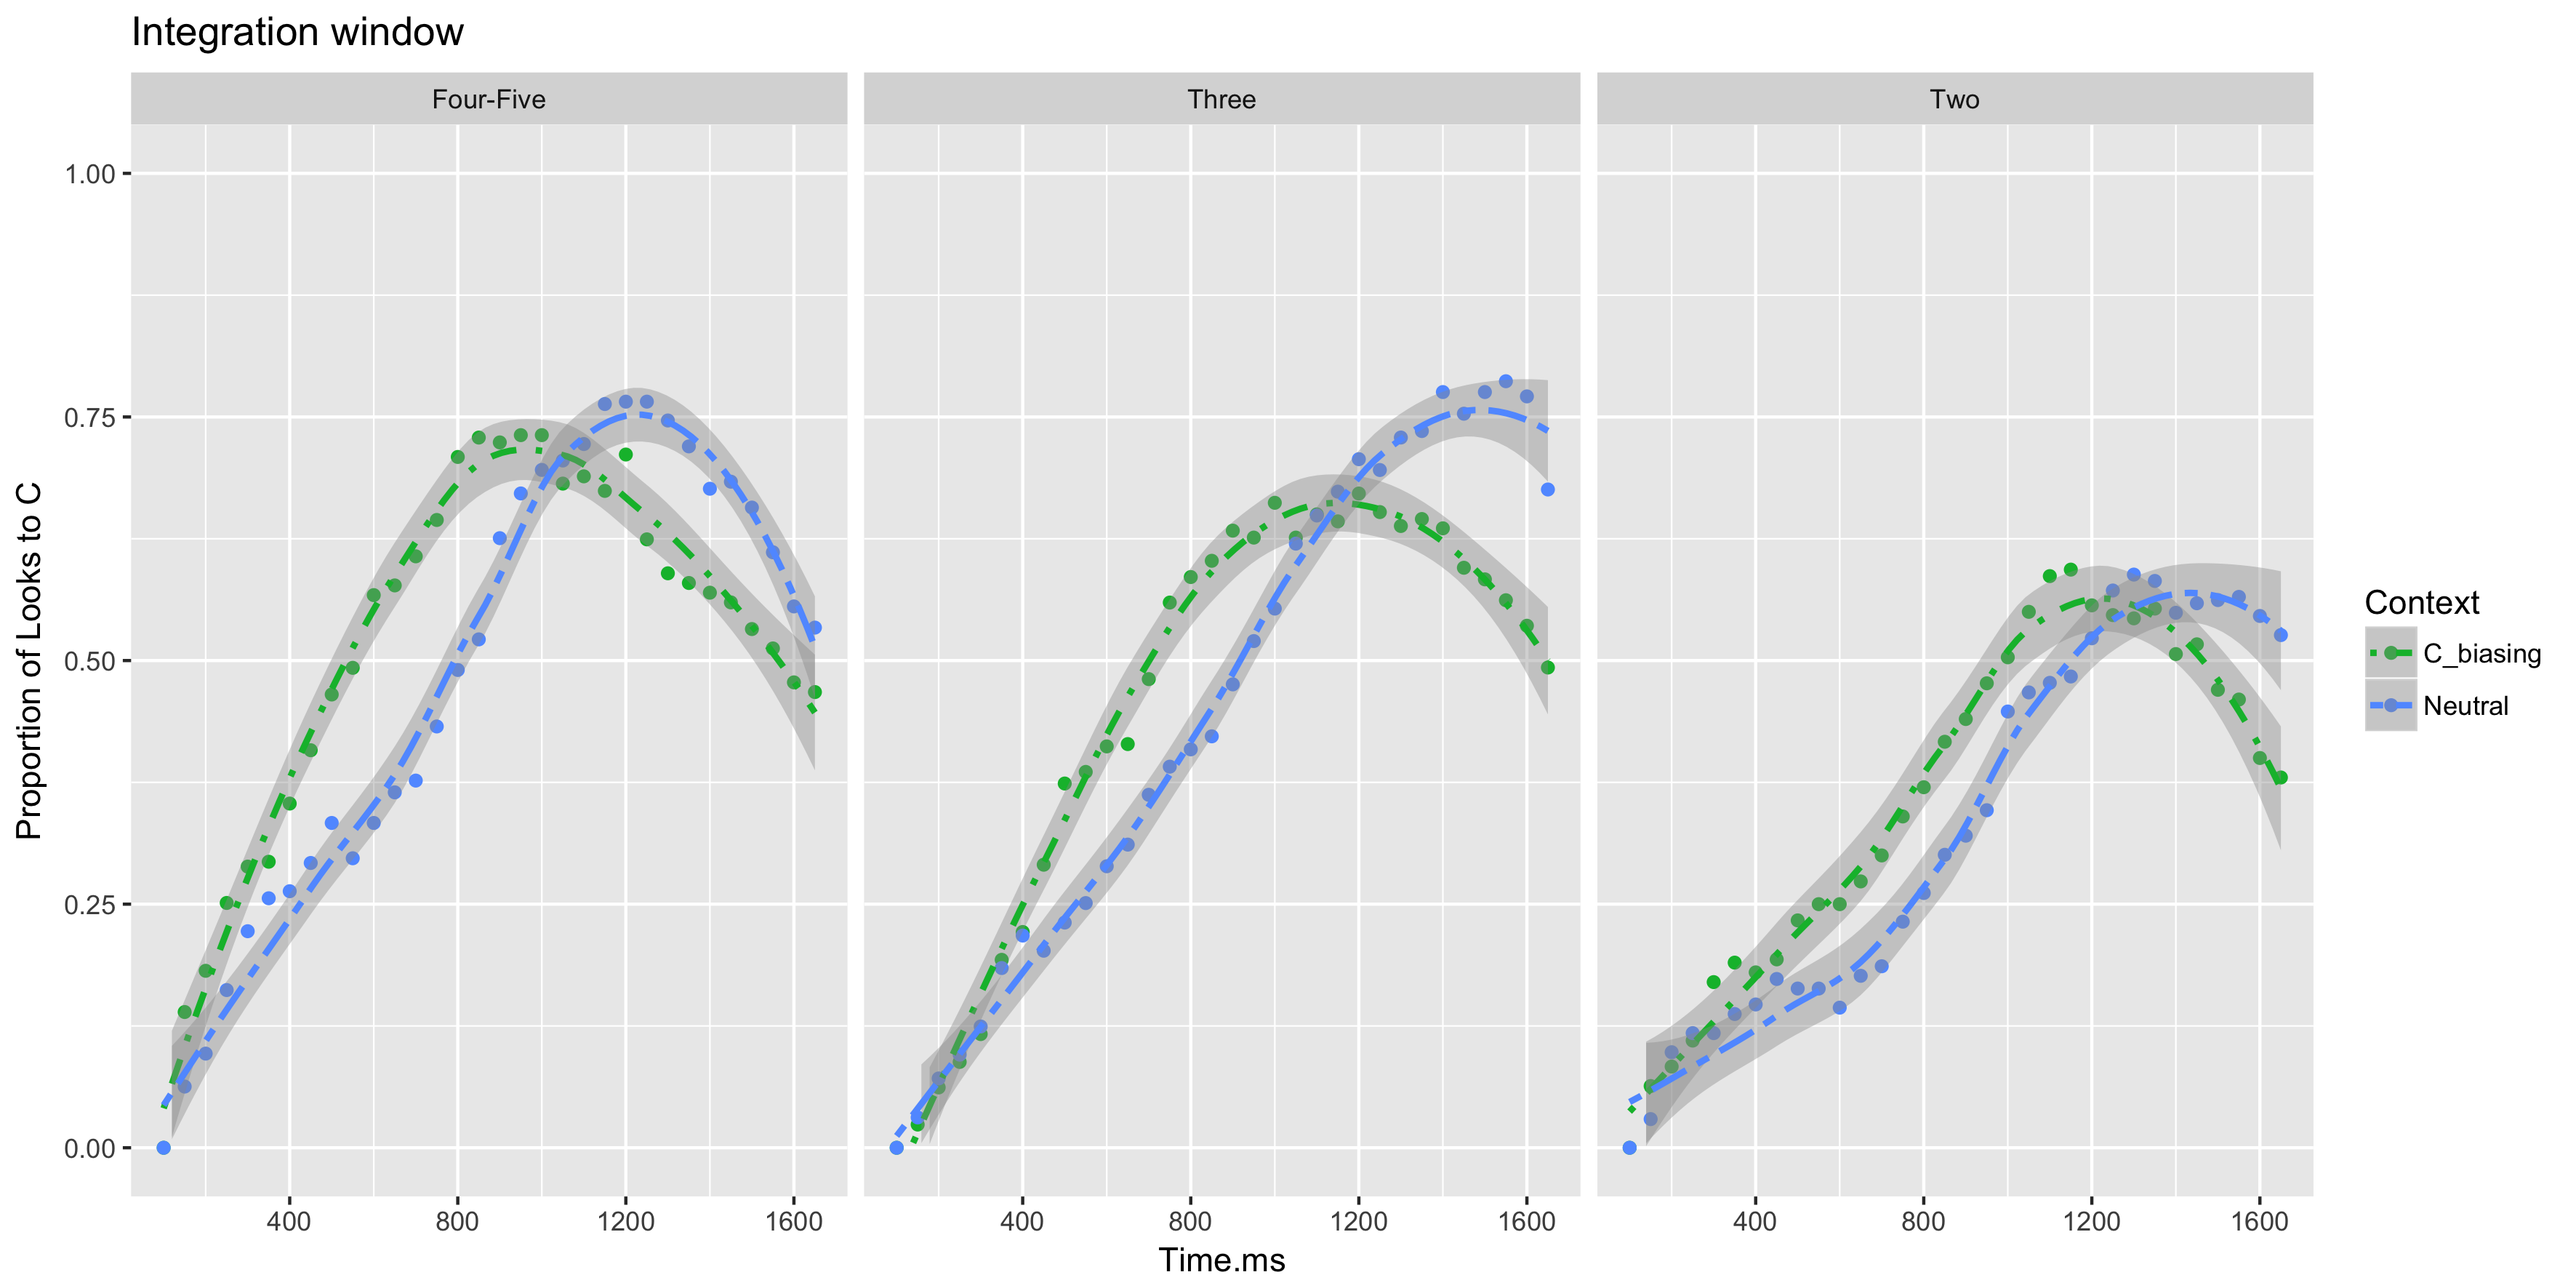 Integration window
Four-Five
Three
Two
1.00
0.75
0.50
0.25
0.00
Proportion of Looks to C
400 800 1200 1600
400 800 1200 1600
400 800 1200 1600
Time.ms
Context
C_biasing
Neutral